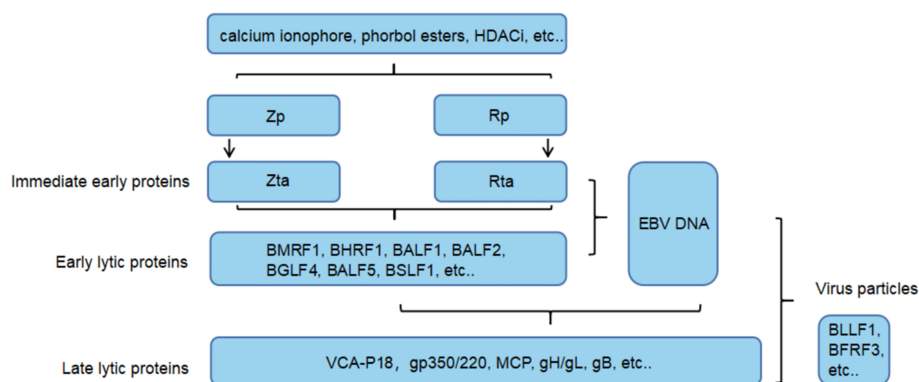 calcium ionophore, phorbol esters, HDACi, etc..
Zp
Rp
Immediate early proteins
Zta
Rta
EBV DNA
Early lytic proteins
BMRF1, BHRF1, BALF1, BALF2,
BGLF4, BALF5, BSLF1, etc..
Virus particles
BLLF1,
BFRF3,
etc..
Late lytic proteins
VCA-P18,  gp350/220, MCP, gH/gL, gB, etc..